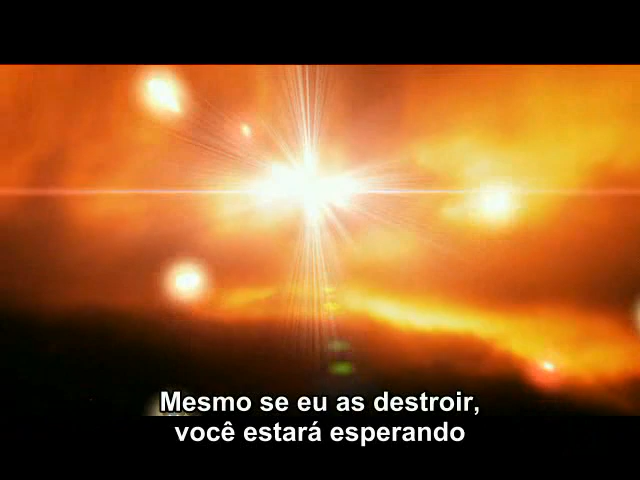 Mesmo se eu as destroir,
você estará esperando